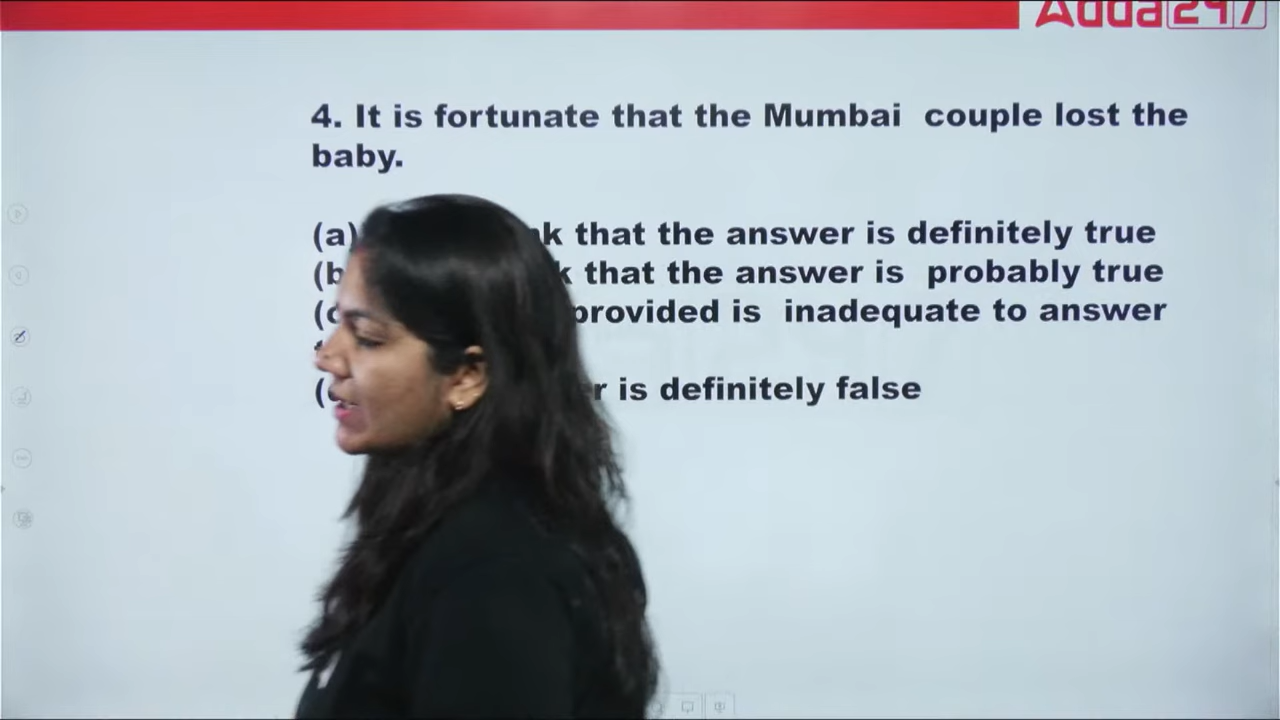 Adda247
4. It is fortunate that the Mumbai couple lost the
baby.
(a) that the answer is definitely true
that the answer is probably true
provided is inadequate to answer
is definitely false